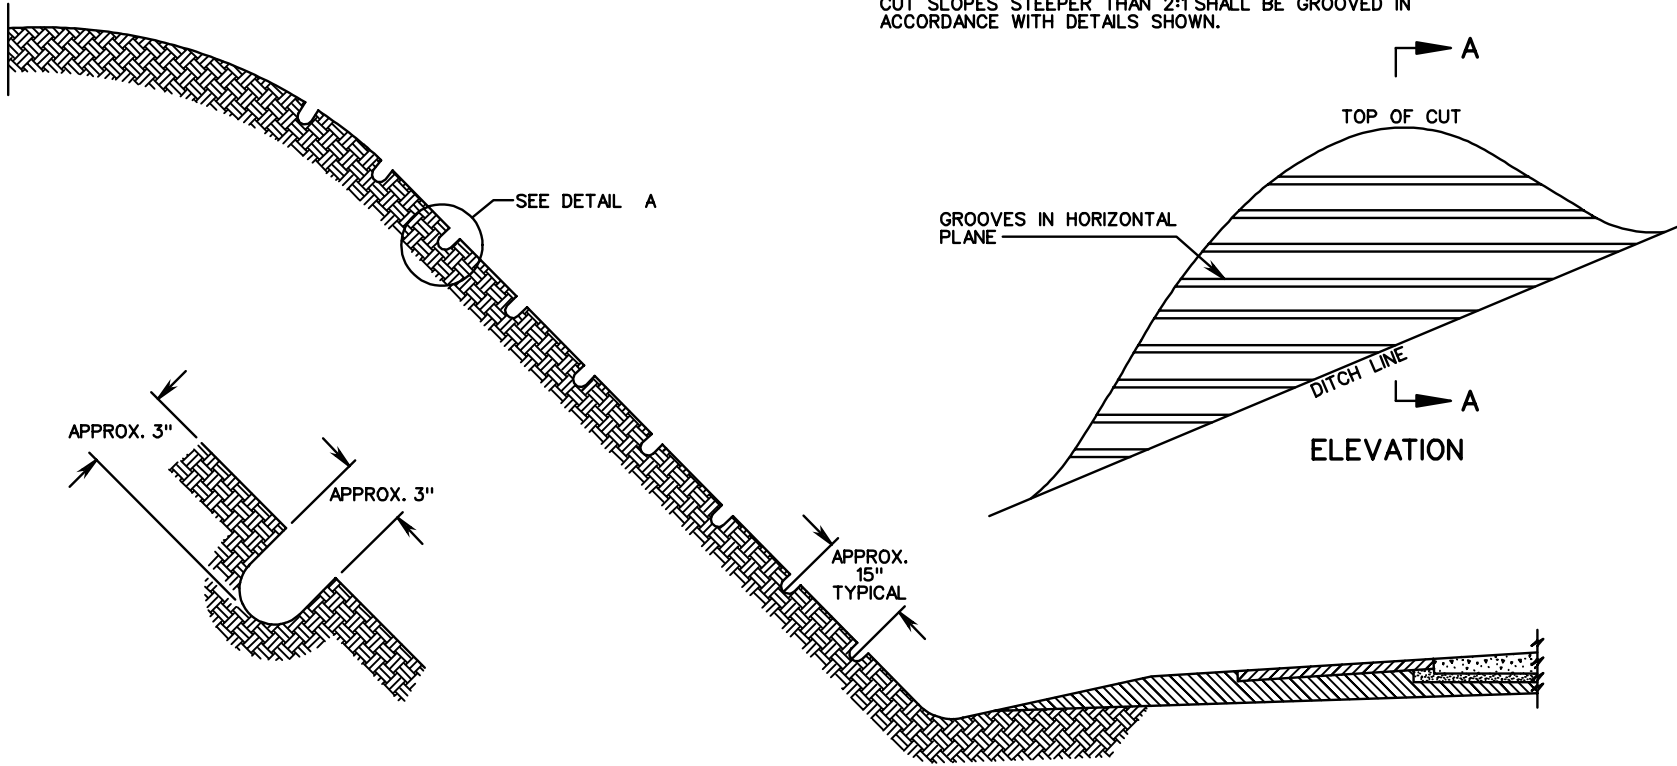 CUT SLOPES STEEPER THAN 2:1 SHALL BE GROOVED IN
ACCORDANCE WITH DETAILS SHOWN.
A
TOP OF CUT
SEE DETAIL A
GROOVES IN HORIZONTAL
PLANE
DITCH LINE
A
ELEVATION
APPROX. 3"
APPROX. 3"
APPROX.
15"
TYPICAL